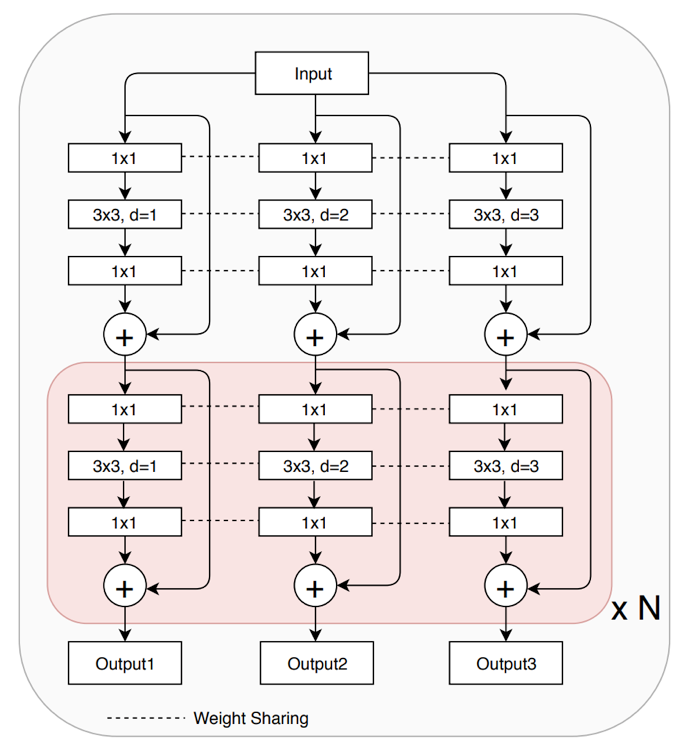 Input
1x1
1x1
1x1
3x3, d=1
3x3, d=2
3x3, d=3
1x1
1x1
1x1
+
+
+
1x1
1x1
1x1
3x3, d=1
3x3, d=2
3x3, d=3
1x1
1x1
1x1
+
+
+
x N
Output1
Output2
Output3
Weight Sharing